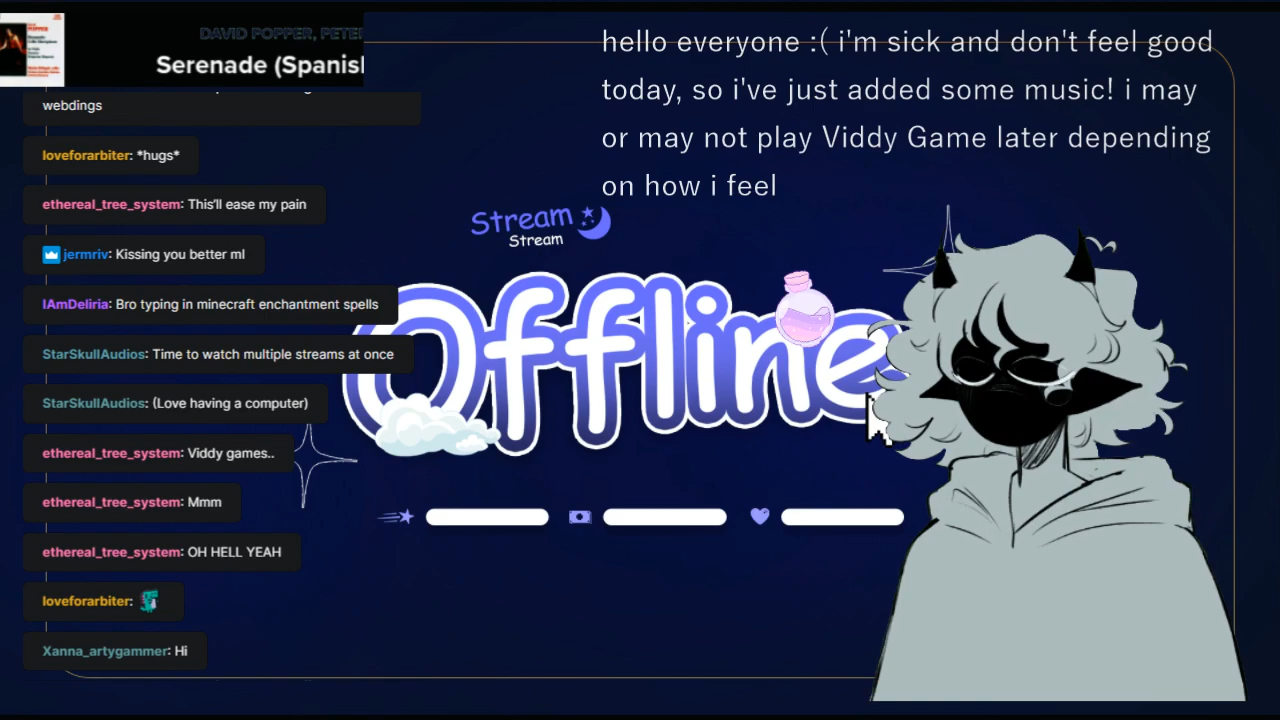 DAVID POPPER, PETE
Serenade (Spanis
webdings
loveforarbiter: *hugs*
ethereal_tree_system: This'll ease my pain
jermriv: Kissing you better ml
IAmDeliria: Bro typing in minecraft enchantment spells
StarSkullAudios: Time to watch multiple streams at once
StarSkullAudios: (Love having a computer)
ethereal_tree_system: Viddy games..
ethereal_tree_system: Mmm
ethereal_tree_system: OH HELL YEAH
loveforarbiter:
Xanna_artygammer: Hi
hello everyone :( i'm sick and don't feel good
today, so i've just added some music! i may
or may not play Viddy Game later depending
on how i feel
Stream
Stream
Offline